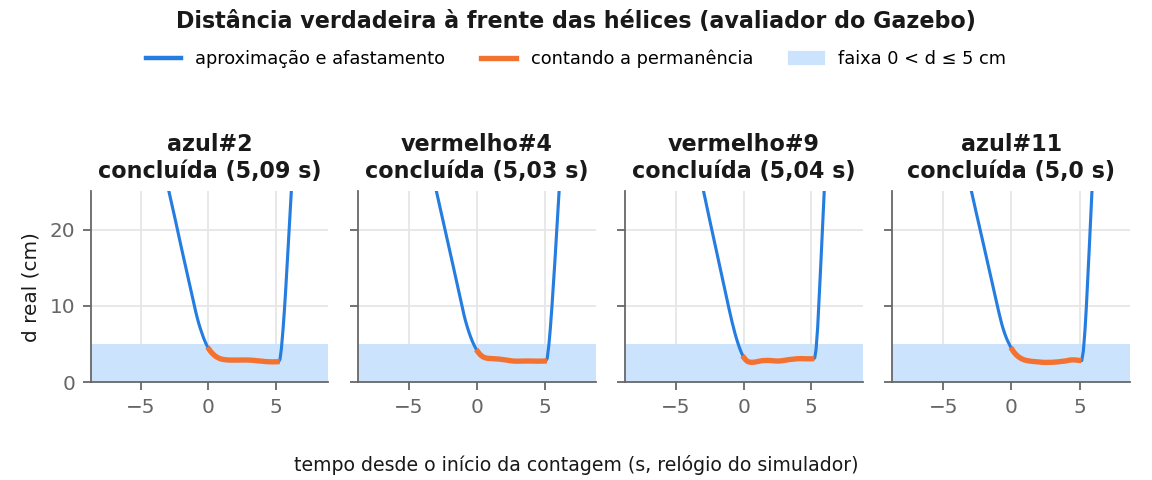 Distância verdadeira à frente das hélices (avaliador do Gazebo)
aproximação e afastamento
contando a permanência
faixa 0 < d ≤ 5 cm
azul#2
concluída (5,09 s)
vermelho#4
concluída (5,03 s)
vermelho#9
concluída (5,04 s)
azul#11
concluída (5,0 s)
d real (cm)
20
10
0
−5 0 5
−5 0 5
−5 0 5
−5 0 5
tempo desde o início da contagem (s, relógio do simulador)